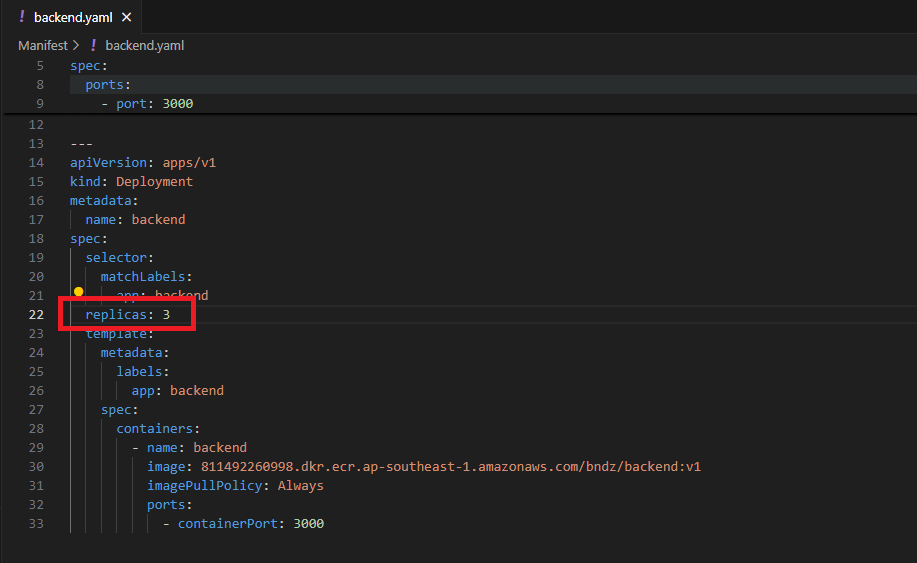 ! backend.yaml ×
Manifest > ! backend.yaml
5 spec:
8 ports:
9 - port: 3000
12
13 ---
14 apiVersion: apps/v1
15 kind: Deployment
16 metadata:
17 name: backend
18 spec:
19 selector:
20 matchLabels:
21 app: backend
22 replicas: 3
23 template:
24 metadata:
25 labels:
26 app: backend
27 spec:
28 containers:
29 - name: backend
30 image: 811492260998.dkr.ecr.ap-southeast-1.amazonaws.com/bndz/backend:v1
31 imagePullPolicy: Always
32 ports:
33 - containerPort: 3000